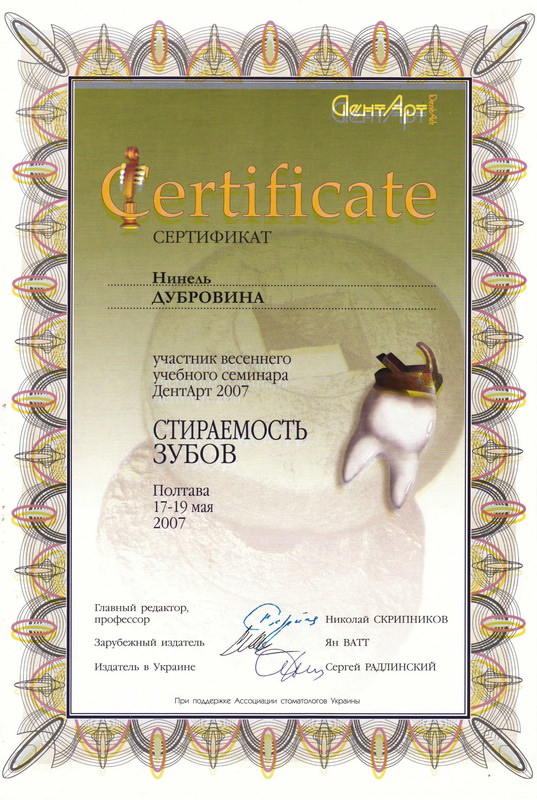 ДентАрт
DentArt
Certificate
СЕРТИФИКАТ
Нинель
ДУБРОВИНА
участник весеннего
учебного семинара
ДентАрт 2007
СТИРАЕМОСТЬ
ЗУБОВ
Полтава
17-19 мая
2007
Главный редактор,
профессор
Николай СКРИПНИКОВ
Зарубежный издатель
Ян ВАТТ
Издатель в Украине
Сергей РАДЛИНСКИЙ
При поддержке Ассоциации стоматологов Украины